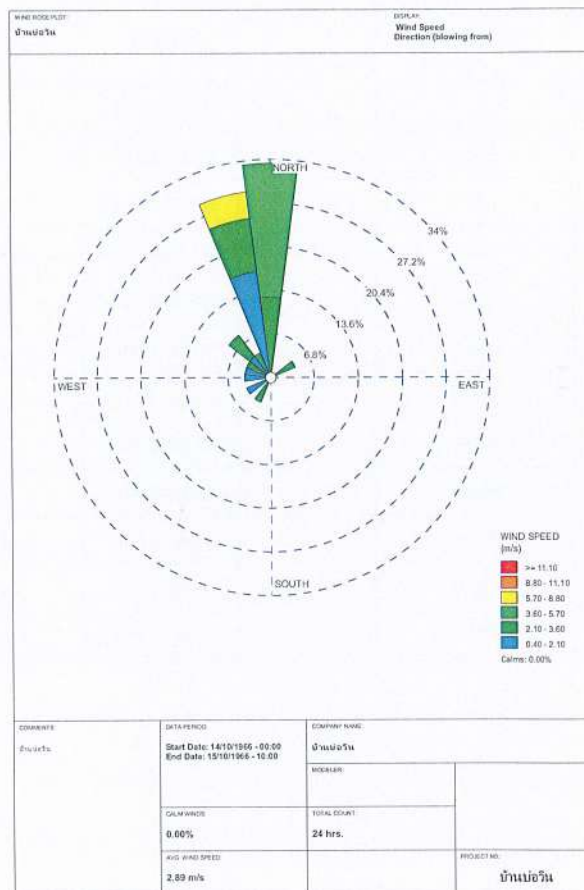 WIND ROSE PLOT:
บ้านบ่อวิน
DISPLAY:
Wind Speed
Direction (blowing from)
NORTH
34%
27.2%
20.4%
13.6%
6.8%
WEST
EAST
SOUTH
WIND SPEED
(m/s)
>= 11.10
8.80 - 11.10
5.70 - 8.80
3.60 - 5.70
2.10 - 3.60
0.40 - 2.10
Calms: 0.00%
COMMENTS:
บ้านบ่อวิน
DATA PERIOD:
Start Date: 14/10/1966 - 00:00
End Date: 15/10/1966 - 10:00
COMPANY NAME:
บ้านบ่อวิน
MODELER:
CALM WINDS:
0.00%
TOTAL COUNT:
24 hrs.
AVG. WIND SPEED:
2.89 m/s
PROJECT NO.:
บ้านบ่อวิน